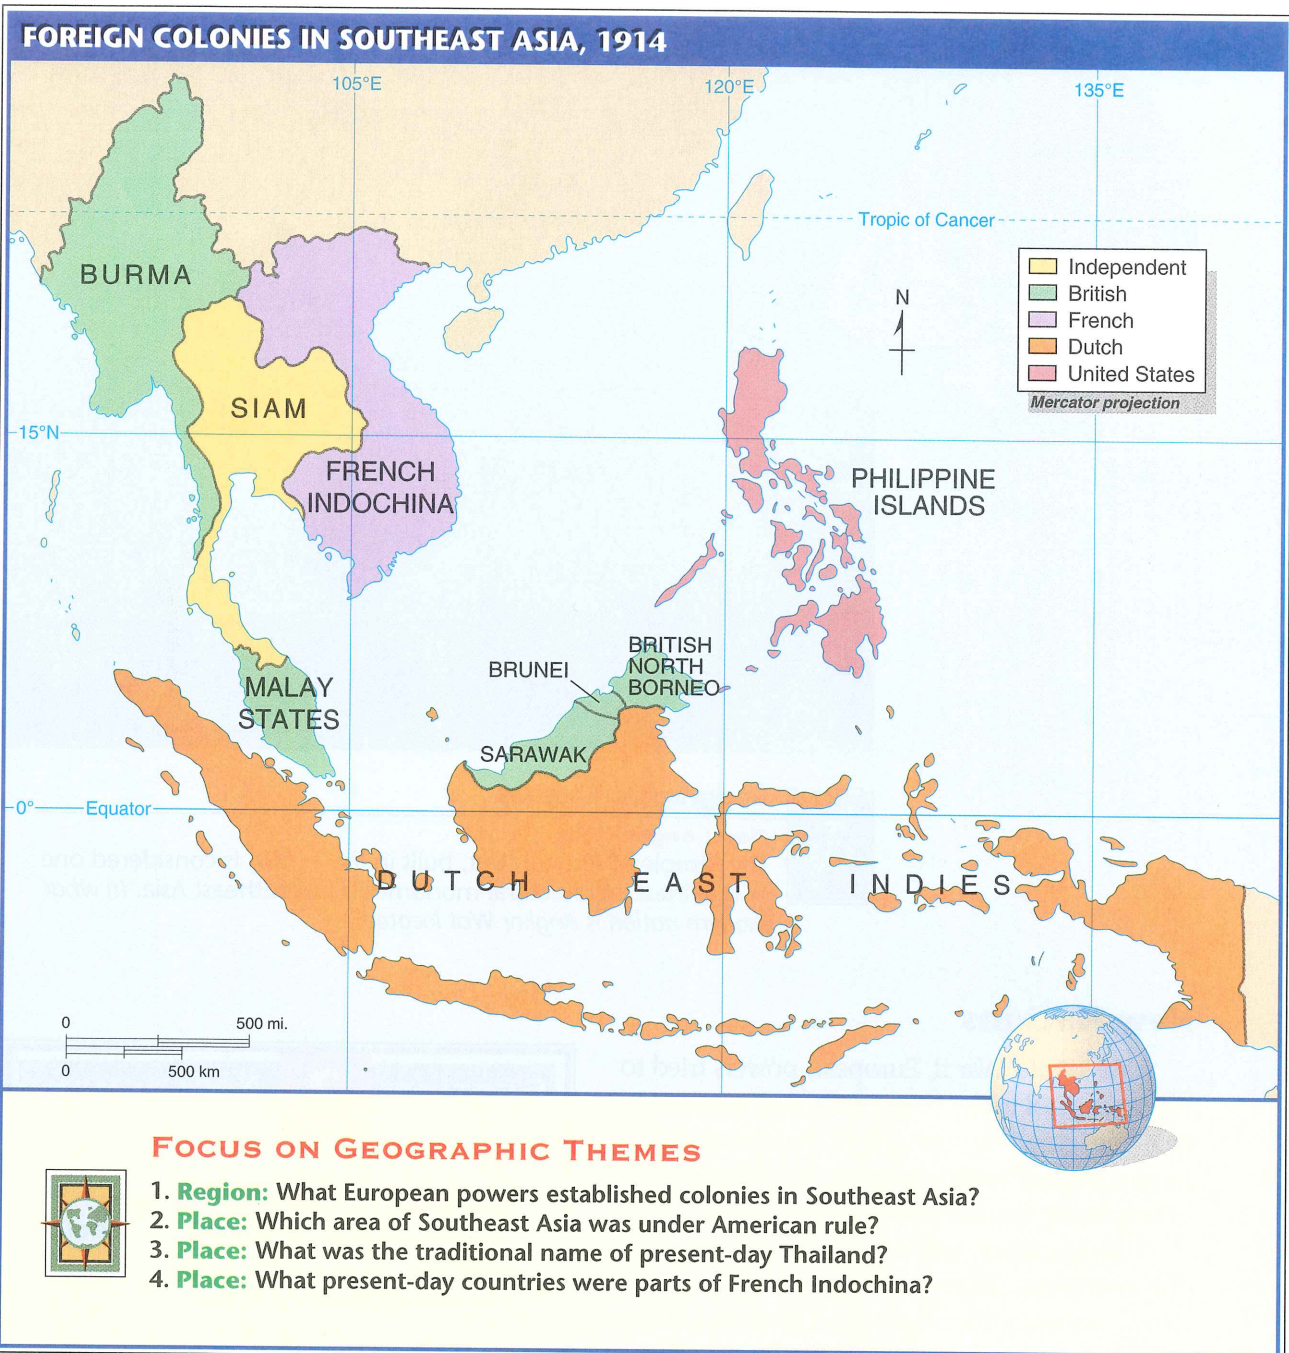 FOREIGN COLONIES IN SOUTHEAST ASIA, 1914
105°E
120°E
135°E
Tropic of Cancer
BURMA
Independent
British
French
Dutch
United States
Mercator projection
N
SIAM
15°N
FRENCH
INDOCHINA
PHILIPPINE
ISLANDS
BRITISH
NORTH
BORNEO
BRUNEI
MALAY
STATES
SARAWAK
0°
Equator
DUTCH EAST INDIES
0
500 mi.
0
500 km
FOCUS ON GEOGRAPHIC THEMES
1. Region: What European powers established colonies in Southeast Asia?
2. Place: Which area of Southeast Asia was under American rule?
3. Place: What was the traditional name of present-day Thailand?
4. Place: What present-day countries were parts of French Indochina?